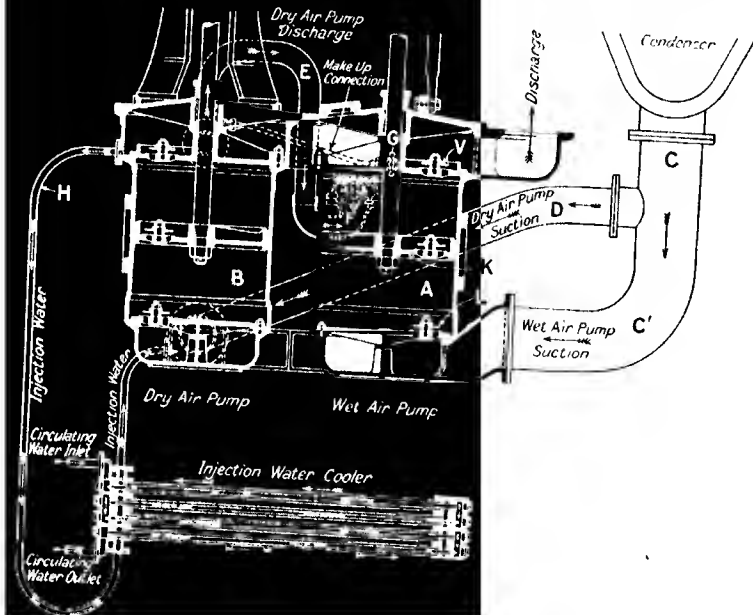 Dry Air Pump
Discharge
Make Up
Connection
E
G
V
Discharge
Condenser
C
H
Dry Air Pump
Suction
D
K
B
A
C'
Wet Air Pump
Suction
Injection Water
Injection Water
Dry Air Pump
Wet Air Pump
Circulating
Water Inlet
Injection Water Cooler
Circulating
Water Outlet